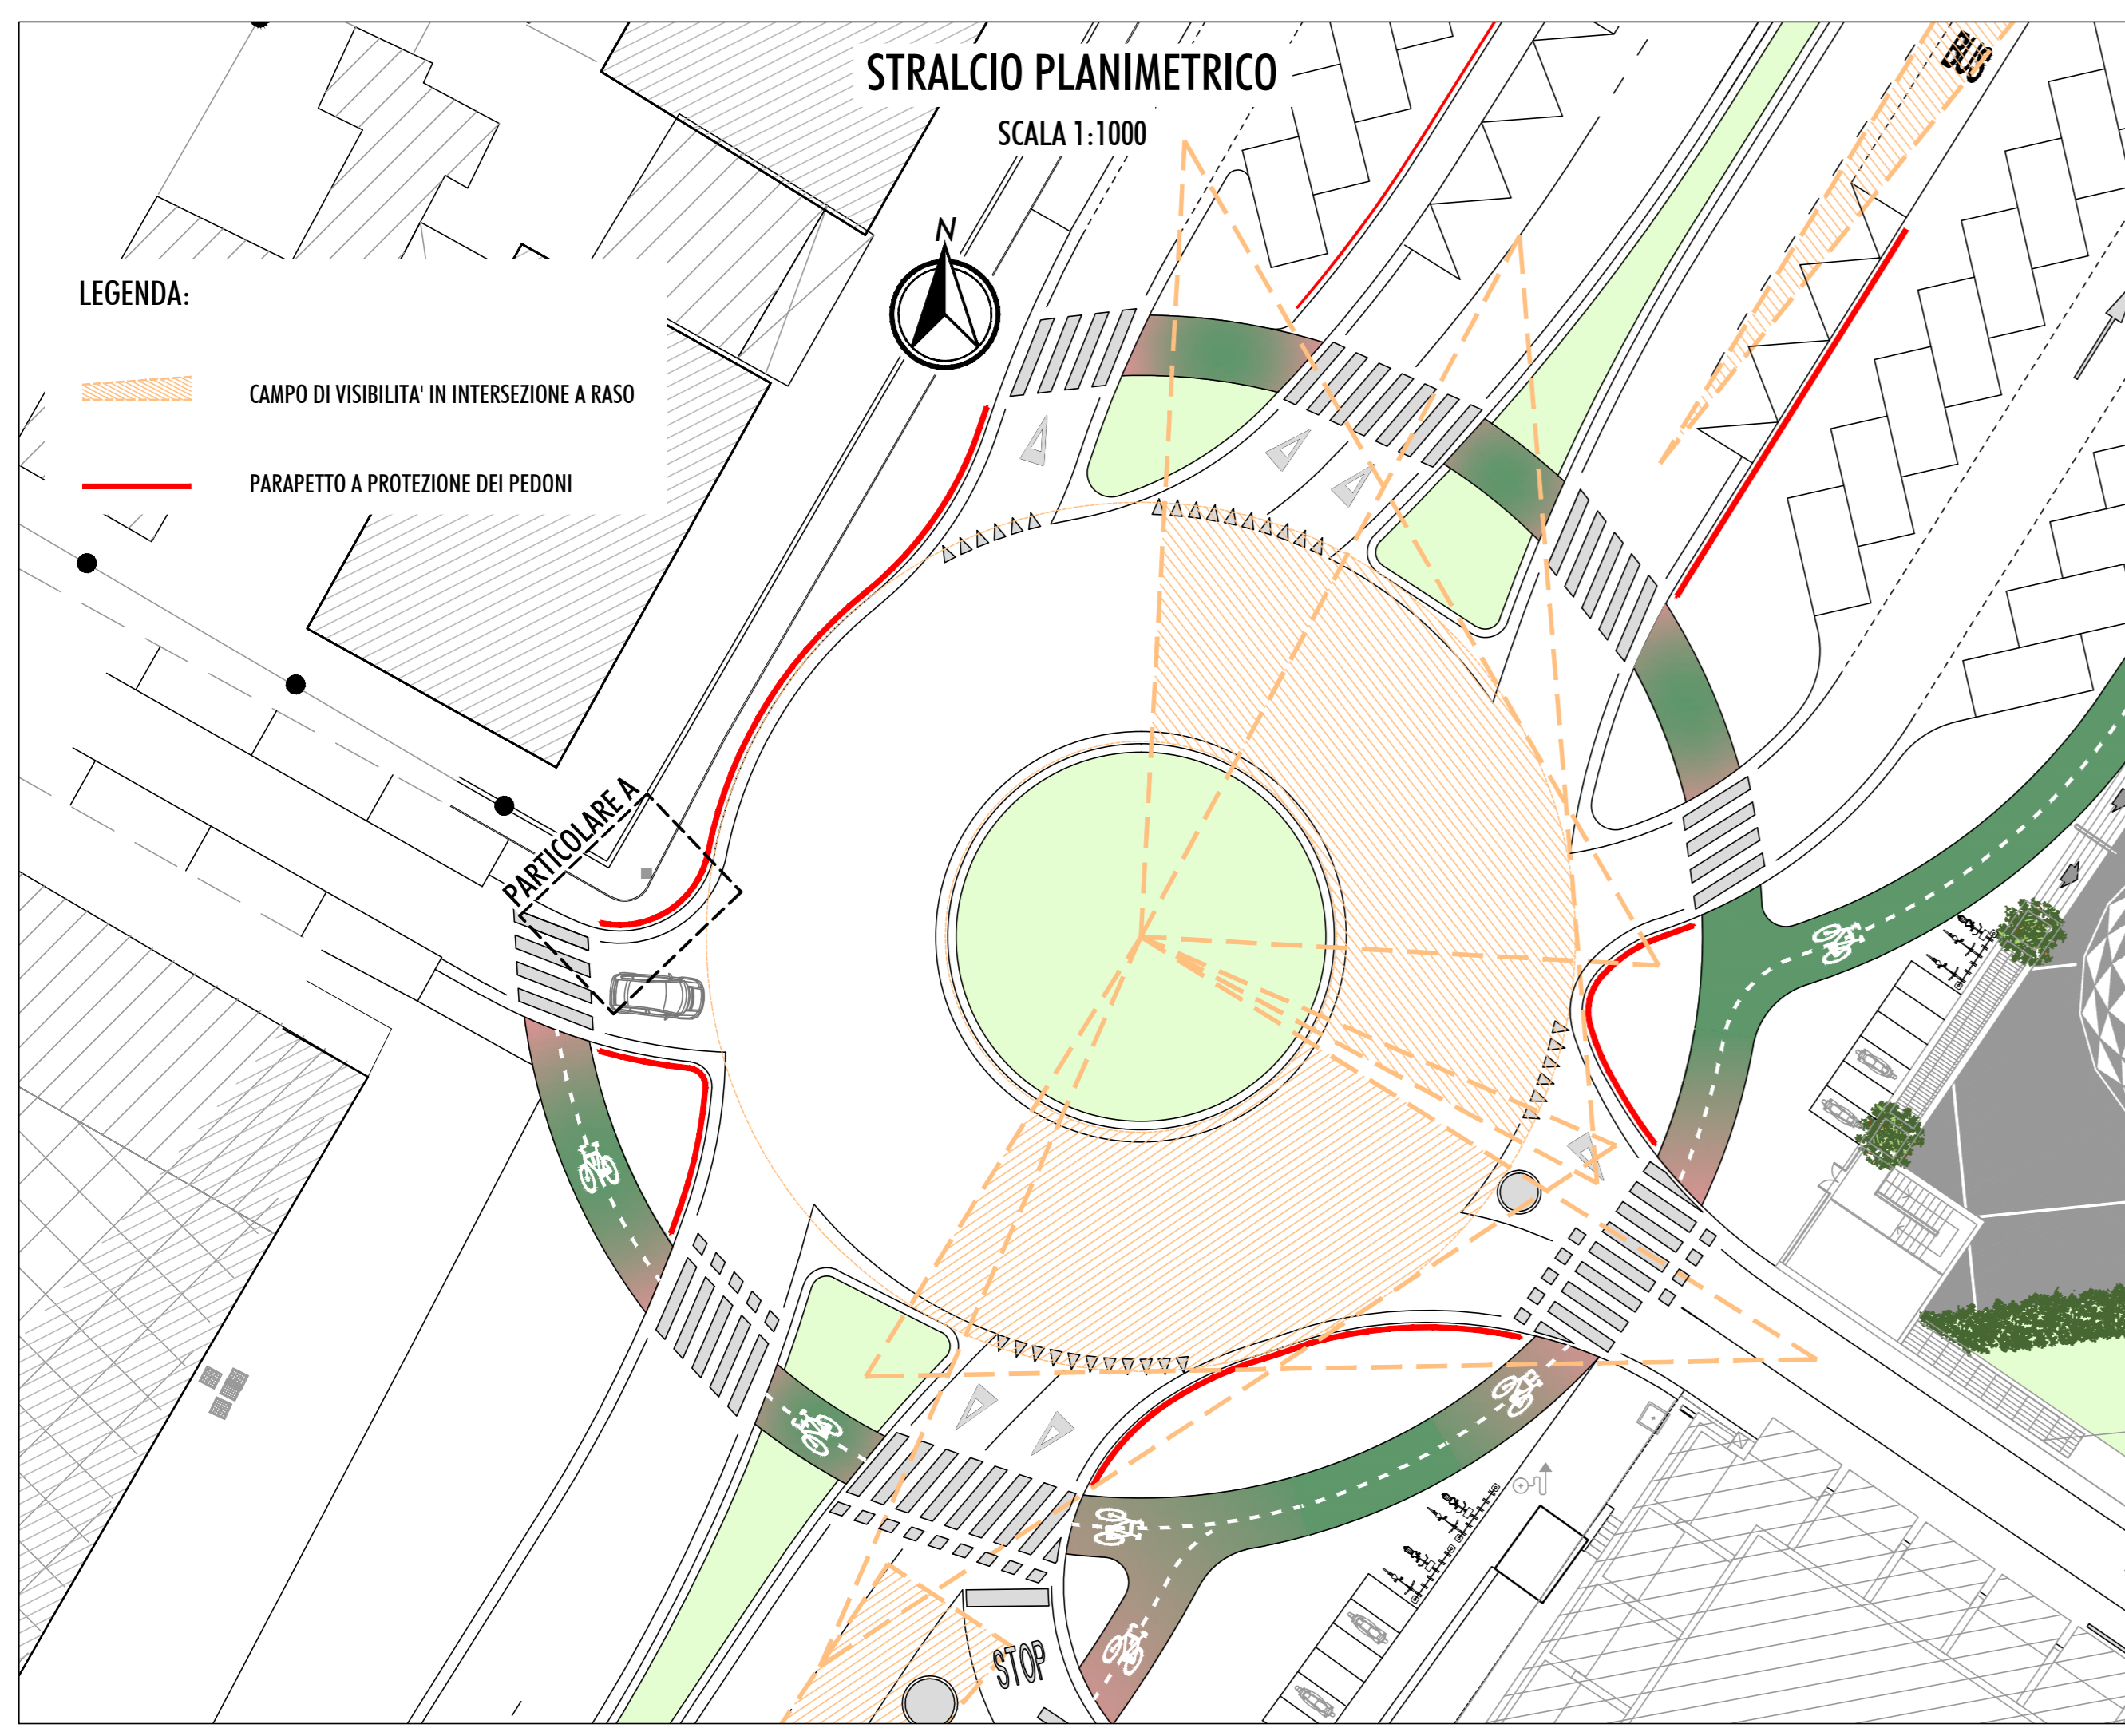 STRALCIO PLANIMETRICO
SCALA 1:1000
BUS
N
LEGENDA:
CAMPO DI VISIBILITA' IN INTERSEZIONE A RASO
PARAPETTO A PROTEZIONE DEI PEDONI
PARTICOLARE A
STOP